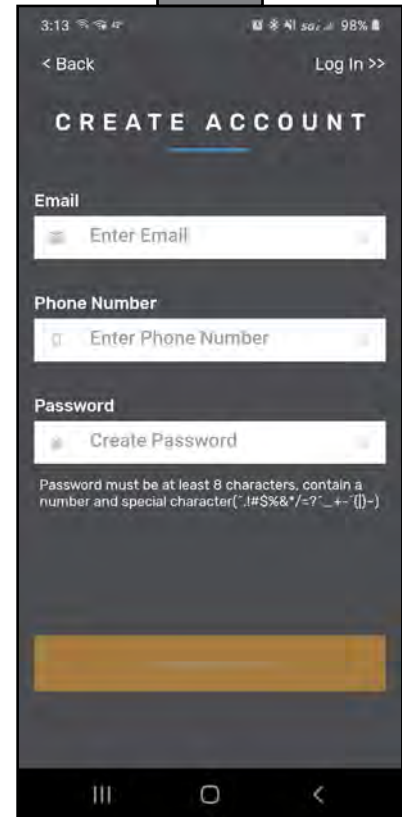 3:13
98%
< Back
Log In >>
CREATE ACCOUNT
Email
Enter Email
Phone Number
Enter Phone Number
Password
Create Password
Password must be at least 8 characters, contain a
number and special character(^.!#$%&*/=?`_+-´{|}~)